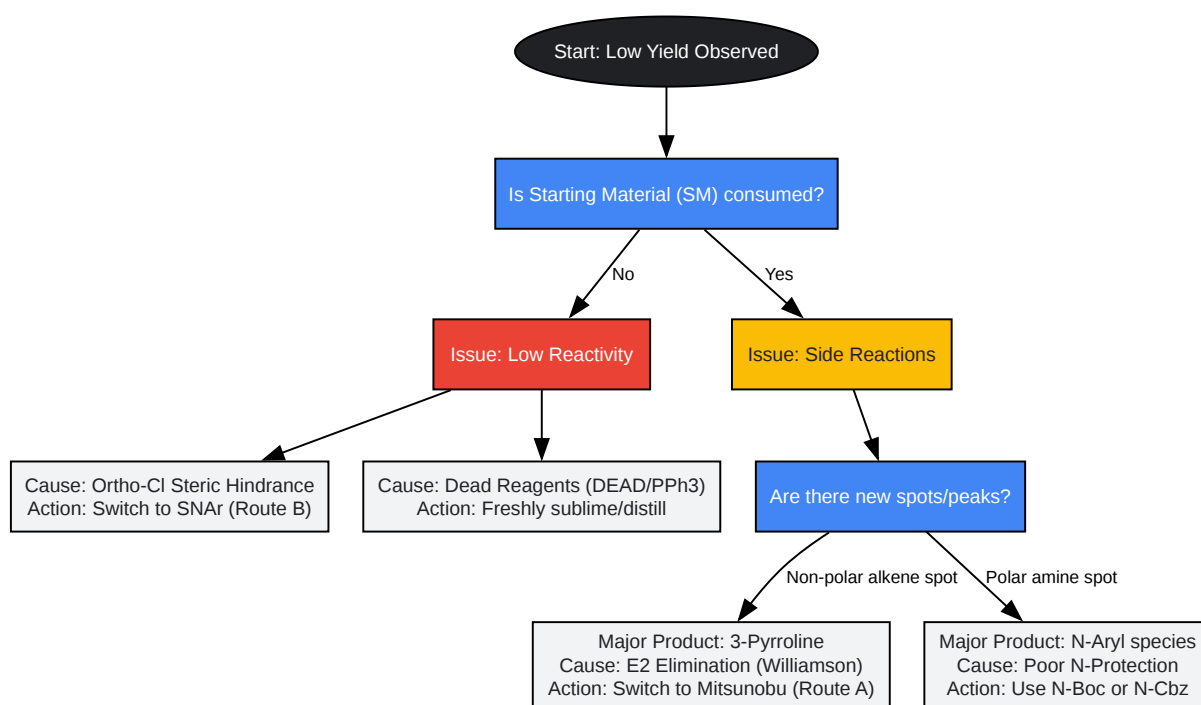 Start: Low Yield Observed
Is Starting Material (SM) consumed?
No
Yes
Issue: Low Reactivity
Issue: Side Reactions
Cause: Ortho-Cl Steric Hindrance
Action: Switch to SNAr (Route B)
Cause: Dead Reagents (DEAD/PPh3)
Action: Freshly sublime/distill
Are there new spots/peaks?
Non-polar alkene spot
Polar amine spot
Major Product: 3-Pyrroline
Cause: E2 Elimination (Williamson)
Action: Switch to Mitsunobu (Route A)
Major Product: N-Aryl species
Cause: Poor N-Protection
Action: Use N-Boc or N-Cbz